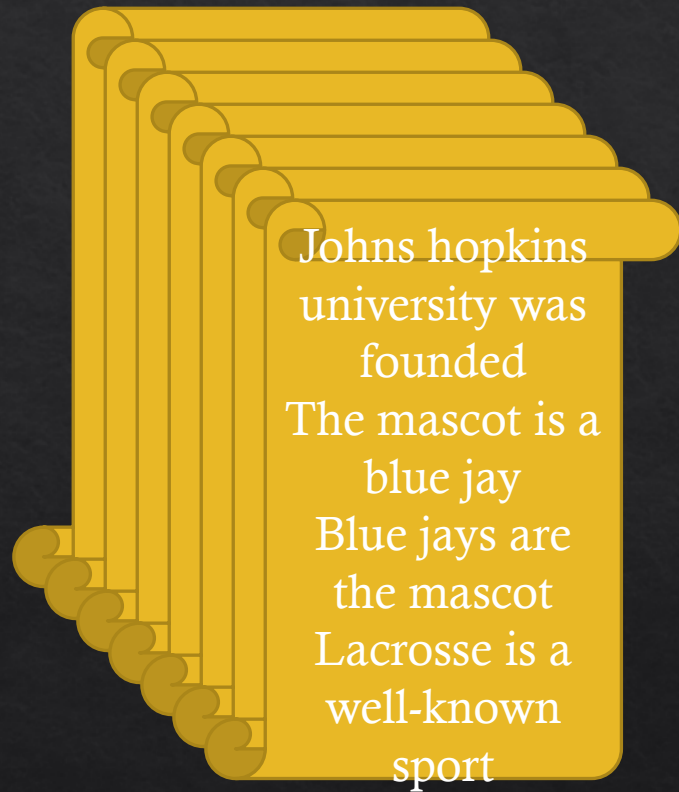 Johns hopkins
university was
founded
The mascot is a
blue jay
Blue jays are
the mascot
Lacrosse is a
well-known
sport